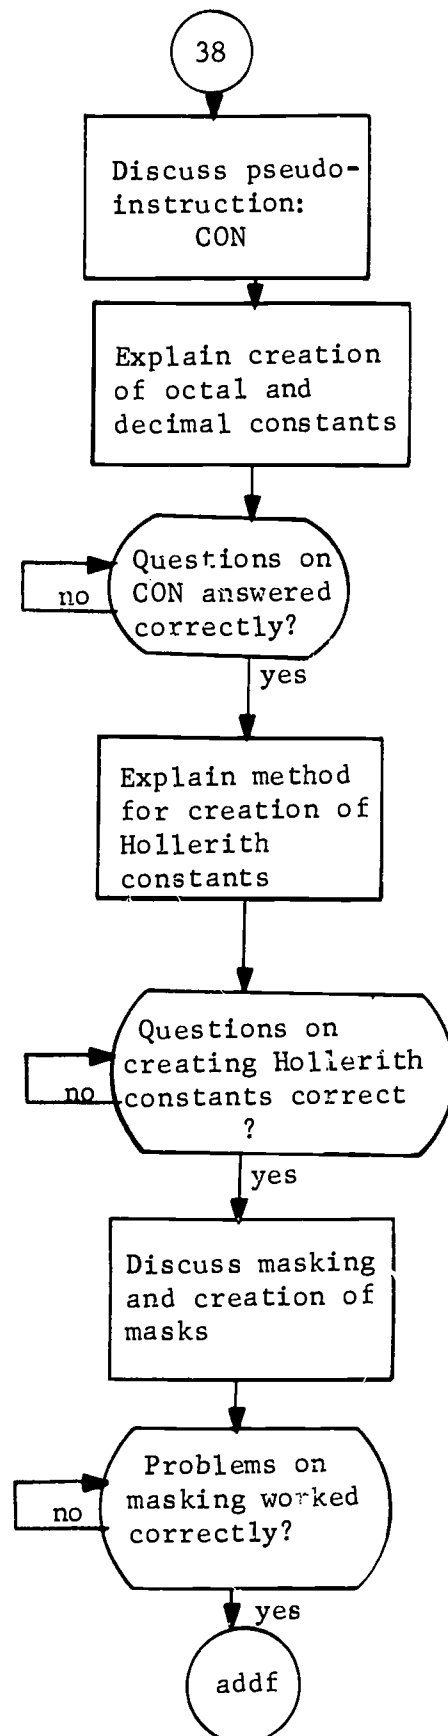 38
Discuss pseudo-
instruction:
CON
Explain creation
of octal and
decimal constants
Questions on
CON answered
correctly?
no
yes
Explain method
for creation of
Hollerith
constants
Questions on
creating Hollerith
constants correct
?
no
yes
Discuss masking
and creation of
masks
Problems on
masking worked
correctly?
no
yes
addf